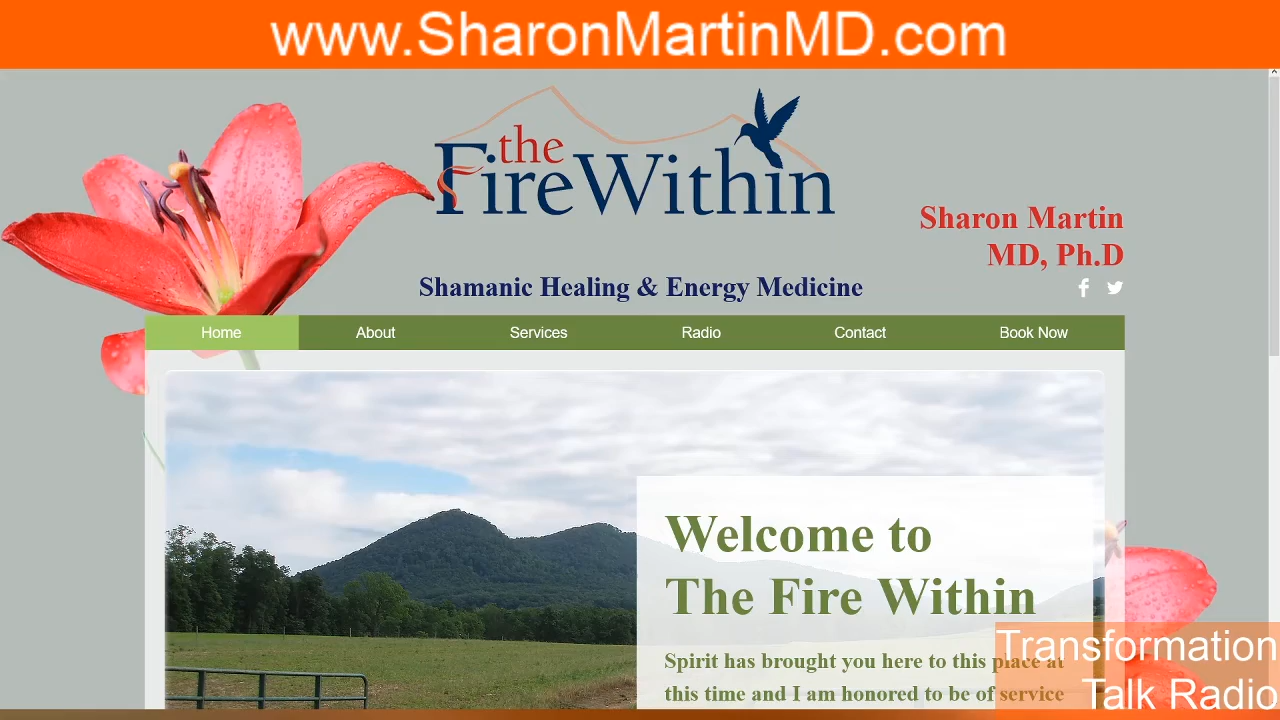 www.SharonMartinMD.com
the
FireWithin
Sharon Martin
MD, Ph.D
Shamanic Healing & Energy Medicine
Home About Services Radio Contact Book Now
Welcome to
The Fire Within
Spirit has brought you here to this place at
this time and I am honored to be of service
Transformation
Talk Radio